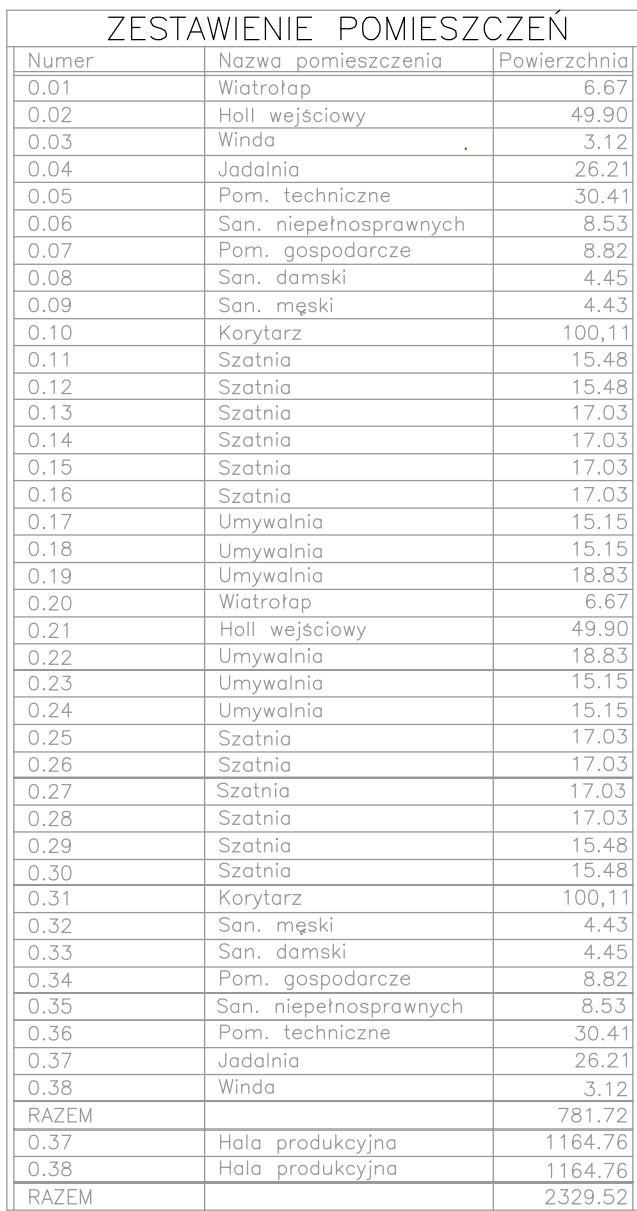 ZESTAWIENIE POMIESZCZEŃ
Numer Nazwa pomieszczenia Powierzchnia
0.01 Wiatrołap 6.67
0.02 Holl wejściowy 49.90
0.03 Winda 3.12
0.04 Jadalnia 26.21
0.05 Pom. techniczne 30.41
0.06 San. niepełnosprawnych 8.53
0.07 Pom. gospodarcze 8.82
0.08 San. damski 4.45
0.09 San. męski 4.43
0.10 Korytarz 100,11
0.11 Szatnia 15.48
0.12 Szatnia 15.48
0.13 Szatnia 17.03
0.14 Szatnia 17.03
0.15 Szatnia 17.03
0.16 Szatnia 17.03
0.17 Umywalnia 15.15
0.18 Umywalnia 15.15
0.19 Umywalnia 18.83
0.20 Wiatrołap 6.67
0.21 Holl wejściowy 49.90
0.22 Umywalnia 18.83
0.23 Umywalnia 15.15
0.24 Umywalnia 15.15
0.25 Szatnia 17.03
0.26 Szatnia 17.03
0.27 Szatnia 17.03
0.28 Szatnia 17.03
0.29 Szatnia 15.48
0.30 Szatnia 15.48
0.31 Korytarz 100,11
0.32 San. męski 4.43
0.33 San. damski 4.45
0.34 Pom. gospodarcze 8.82
0.35 San. niepełnosprawnych 8.53
0.36 Pom. techniczne 30.41
0.37 Jadalnia 26.21
0.38 Winda 3.12
RAZEM 781.72
0.37 Hala produkcyjna 1164.76
0.38 Hala produkcyjna 1164.76
RAZEM 2329.52